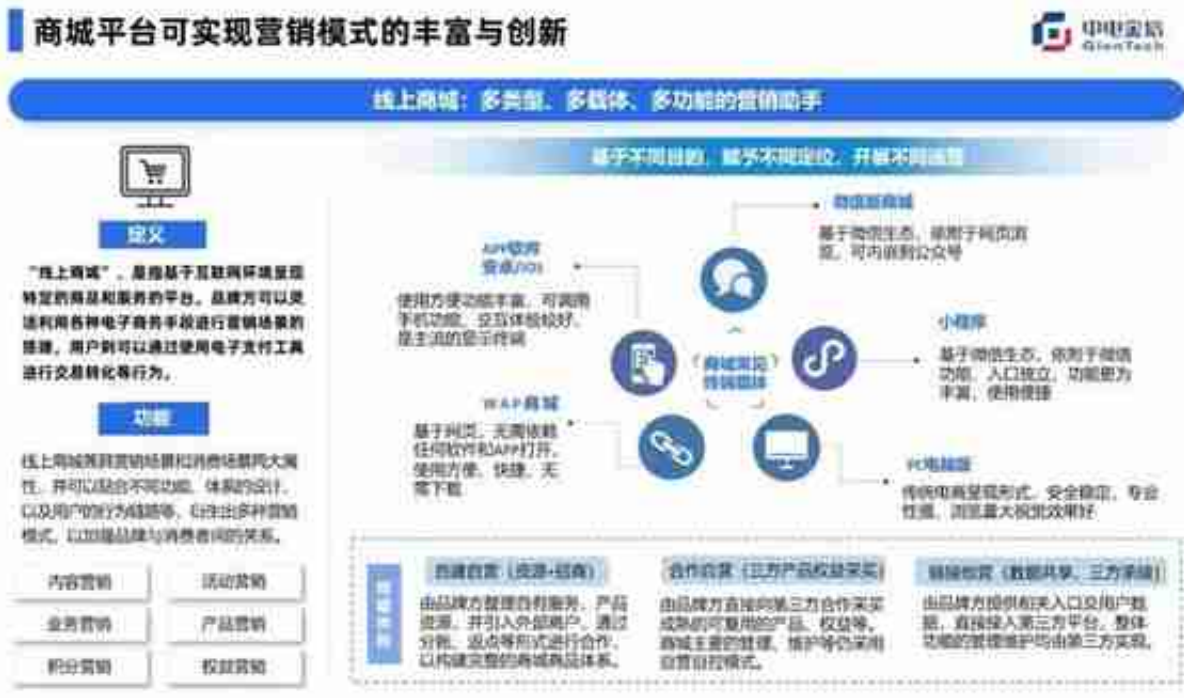 商城平台可实现营销模式的丰富与创新
中电金信
GienTech
线上商城：多类型、多载体、多功能的营销助手
基于不同目的，赋予不同定位，开展不同运营
定义
“线上商城”，是指基于互联网环境呈现
特定的商品和服务的平台。品牌方可以灵
活利用各种电子商务手段进行营销场景的
搭建，用户则可以通过使用电子支付工具
进行交易转化等行为。
功能
线上商城兼具营销场景和消费场景两大属
性，并可以贴合不同功能、体系的设计，
以及用户的行为链路等，衍生出多种营销
模式，以加强品牌与消费者间的关系。
内容营销
活动营销
业务营销
产品营销
积分营销
权益营销
微信版商城
基于微信生态，依附于网页浏
览，可内嵌到公众号
APP软件
安卓/IOS
使用方便功能丰富，可调用
手机功能，交互体验较好，
是主流的显示终端
商城常见
终端载体
小程序
基于微信生态，依附于微信
功能，入口独立，功能更为
丰富，使用便捷
WAP商城
基于网页，无需依赖
任何软件和APP打开，
使用方便、快捷，无
需下载
PC电脑版
传统电商呈载形式，安全稳定，专业
性强，浏览量大视觉效果好
自建自营（资源+招商）
由品牌方整理自有服务、产品
资源，并引入外部商户，通过
分账、返点等形式进行合作，
以构建完整的商城商品体系。
合作自营（三方产品权益采买）
由品牌方直接向第三方合作采买
成熟的可复用的产品、权益等。
商城主要的管理、维护等仍采用
自营自控模式。
链接他营（数据共享、三方承接）
由品牌方提供相关入口及用户数
据，直接接入第三方平台，整体
功能的管理维护均由第三方实现。